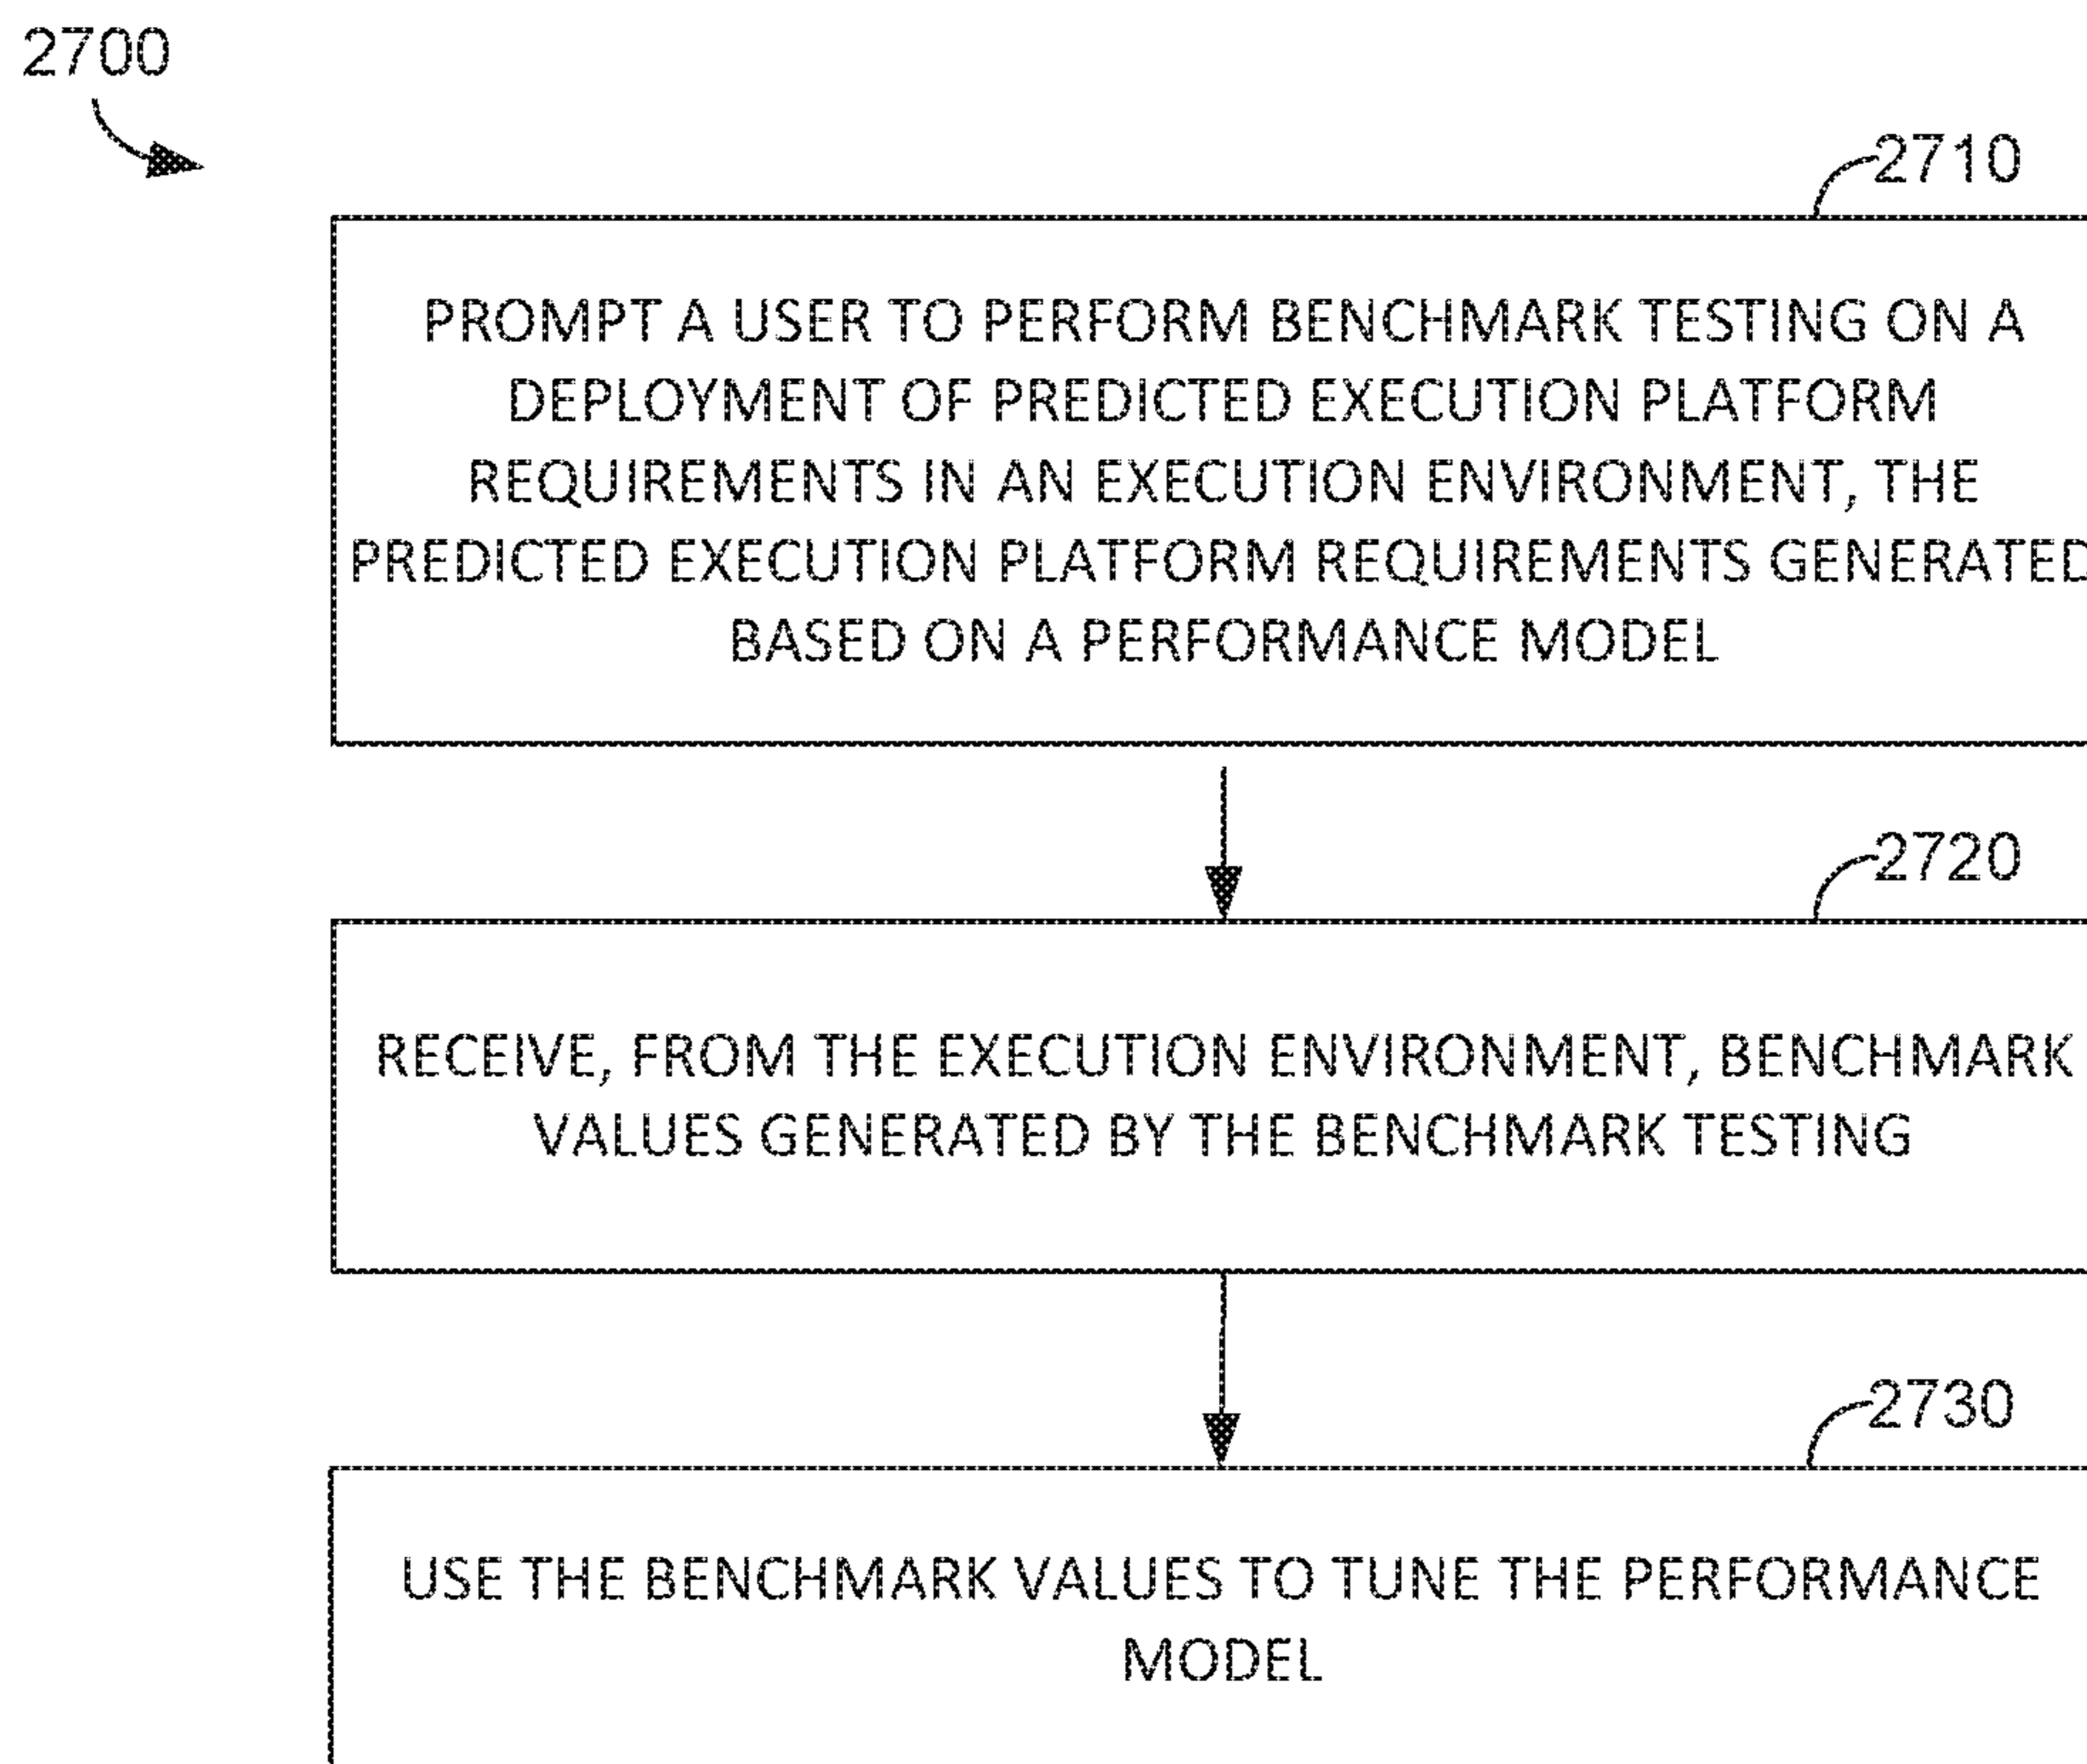 2700
2710
PROMPT A USER TO PERFORM BENCHMARK TESTING ON A
DEPLOYMENT OF PREDICTED EXECUTION PLATFORM
REQUIREMENTS IN AN EXECUTION ENVIRONMENT, THE
PREDICTED EXECUTION PLATFORM REQUIREMENTS GENERATED
BASED ON A PERFORMANCE MODEL
2720
RECEIVE, FROM THE EXECUTION ENVIRONMENT, BENCHMARK
VALUES GENERATED BY THE BENCHMARK TESTING
2730
USE THE BENCHMARK VALUES TO TUNE THE PERFORMANCE
MODEL